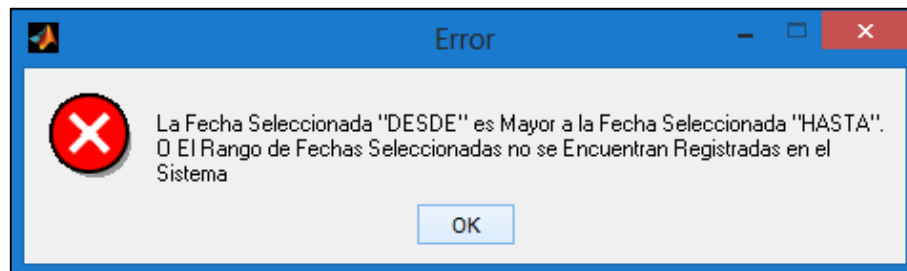 Error
La Fecha Seleccionada "DESDE" es Mayor a la Fecha Seleccionada "HASTA".
O El Rango de Fechas Seleccionadas no se Encuentran Registradas en el
Sistema
OK